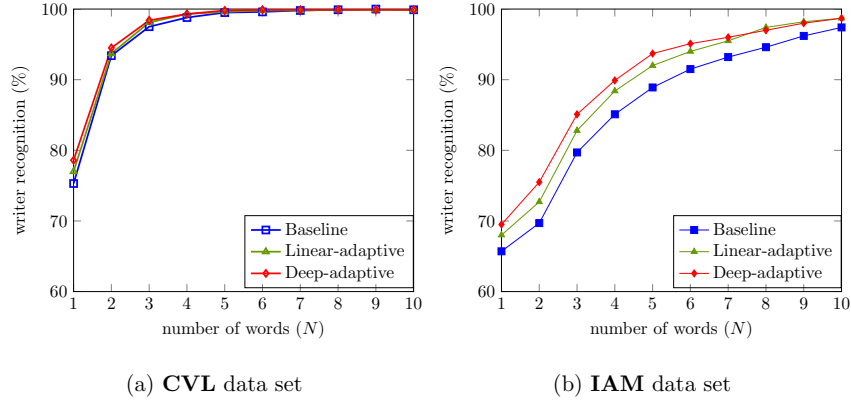 100
90
80
70
60
writer recognition (%)
1 2 3 4 5 6 7 8 9 10
number of words (N)
Baseline
Linear-adaptive
Deep-adaptive
(a) CVL data set
100
90
80
70
60
writer recognition (%)
1 2 3 4 5 6 7 8 9 10
number of words (N)
Baseline
Linear-adaptive
Deep-adaptive
(b) IAM data set